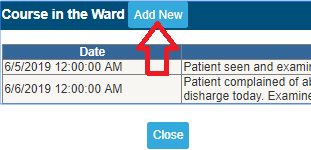 Course in the Ward Add New
Date
6/5/2019 12:00:00 AM Patient seen and examin
6/6/2019 12:00:00 AM Patient complained of ab
disharge today. Examine
Close